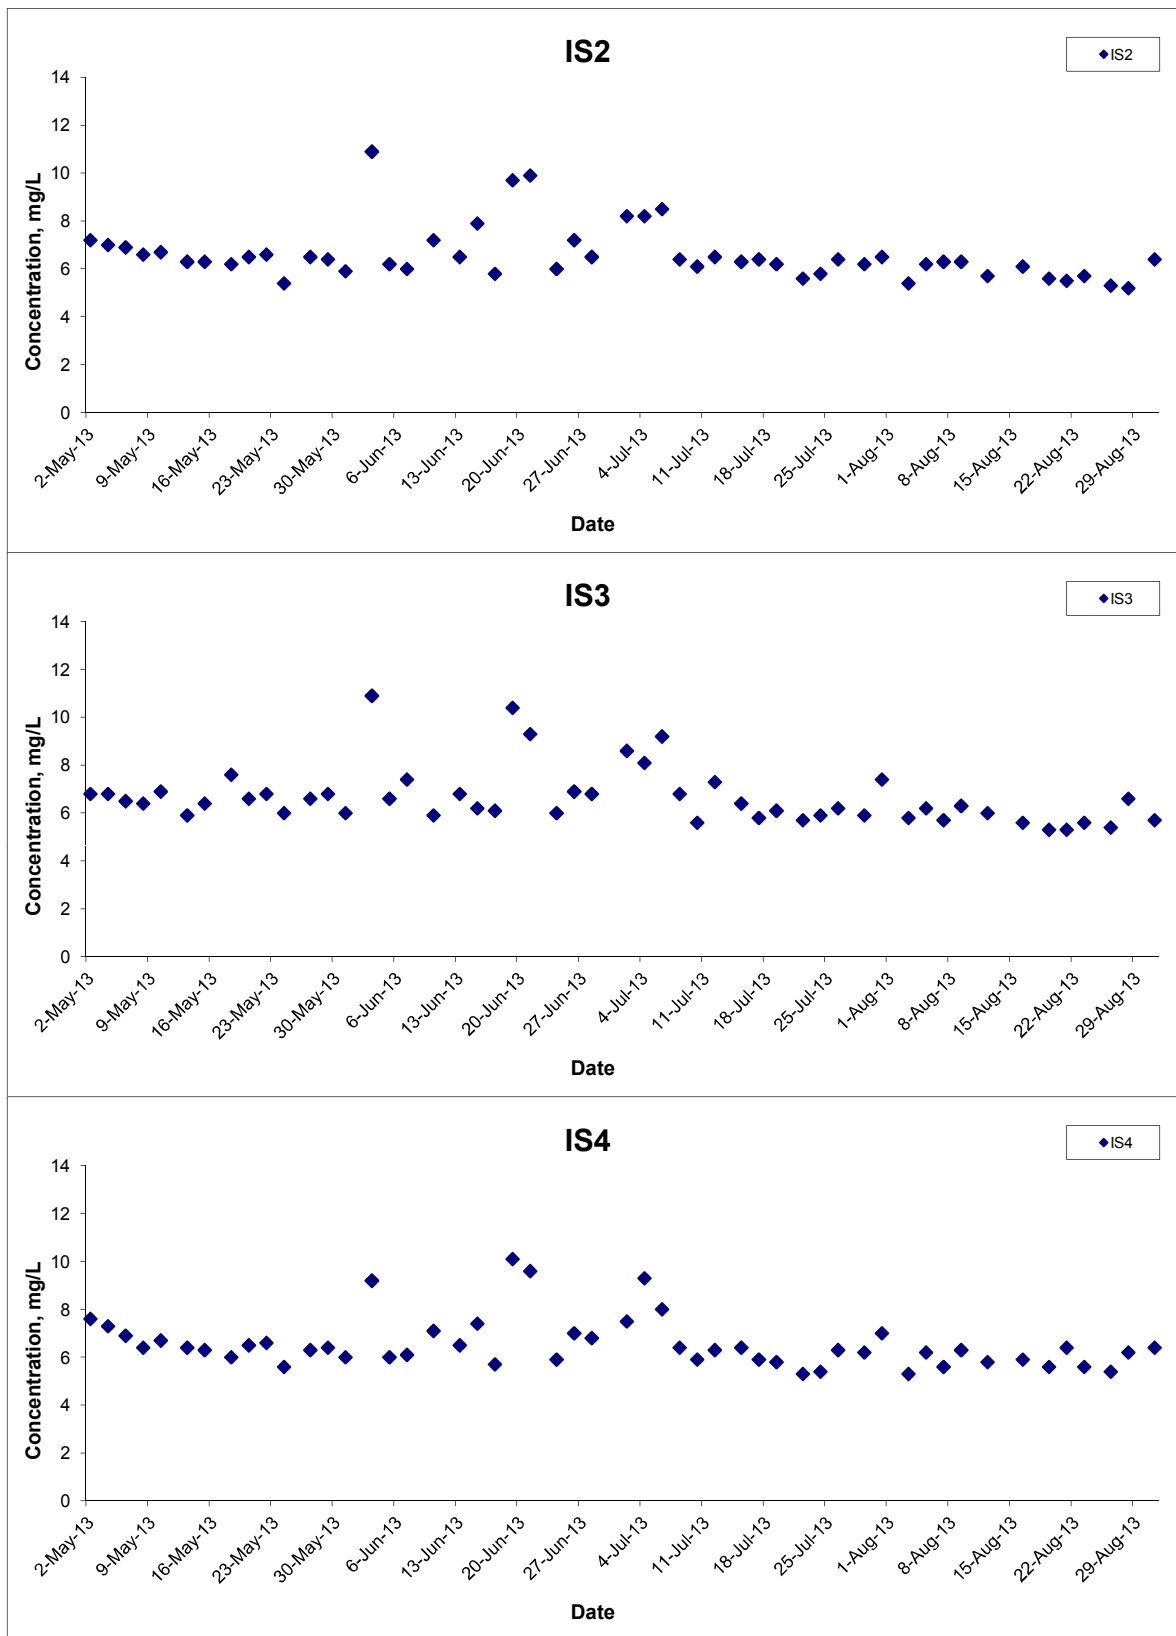 IS2
IS2
14
12
10
8
6
4
2
0
Concentration, mg/L
2-May-13
9-May-13
16-May-13
23-May-13
30-May-13
6-Jun-13
13-Jun-13
20-Jun-13
27-Jun-13
4-Jul-13
11-Jul-13
18-Jul-13
25-Jul-13
1-Aug-13
8-Aug-13
15-Aug-13
22-Aug-13
29-Aug-13
Date
IS3
IS3
14
12
10
8
6
4
2
0
Concentration, mg/L
2-May-13
9-May-13
16-May-13
23-May-13
30-May-13
6-Jun-13
13-Jun-13
20-Jun-13
27-Jun-13
4-Jul-13
11-Jul-13
18-Jul-13
25-Jul-13
1-Aug-13
8-Aug-13
15-Aug-13
22-Aug-13
29-Aug-13
Date
IS4
IS4
14
12
10
8
6
4
2
0
Concentration, mg/L
2-May-13
9-May-13
16-May-13
23-May-13
30-May-13
6-Jun-13
13-Jun-13
20-Jun-13
27-Jun-13
4-Jul-13
11-Jul-13
18-Jul-13
25-Jul-13
1-Aug-13
8-Aug-13
15-Aug-13
22-Aug-13
29-Aug-13
Date